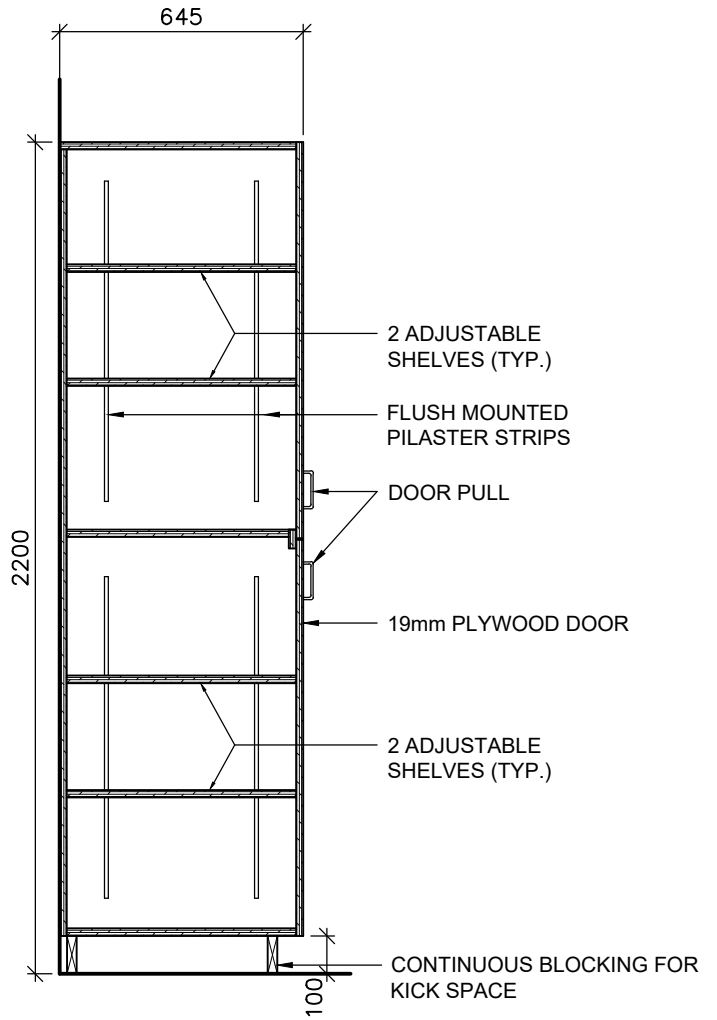 645
2 ADJUSTABLE
SHELVES (TYP.)
FLUSH MOUNTED
PILASTER STRIPS
DOOR PULL
2200
19mm PLYWOOD DOOR
2 ADJUSTABLE
SHELVES (TYP.)
CONTINUOUS BLOCKING FOR
KICK SPACE
100